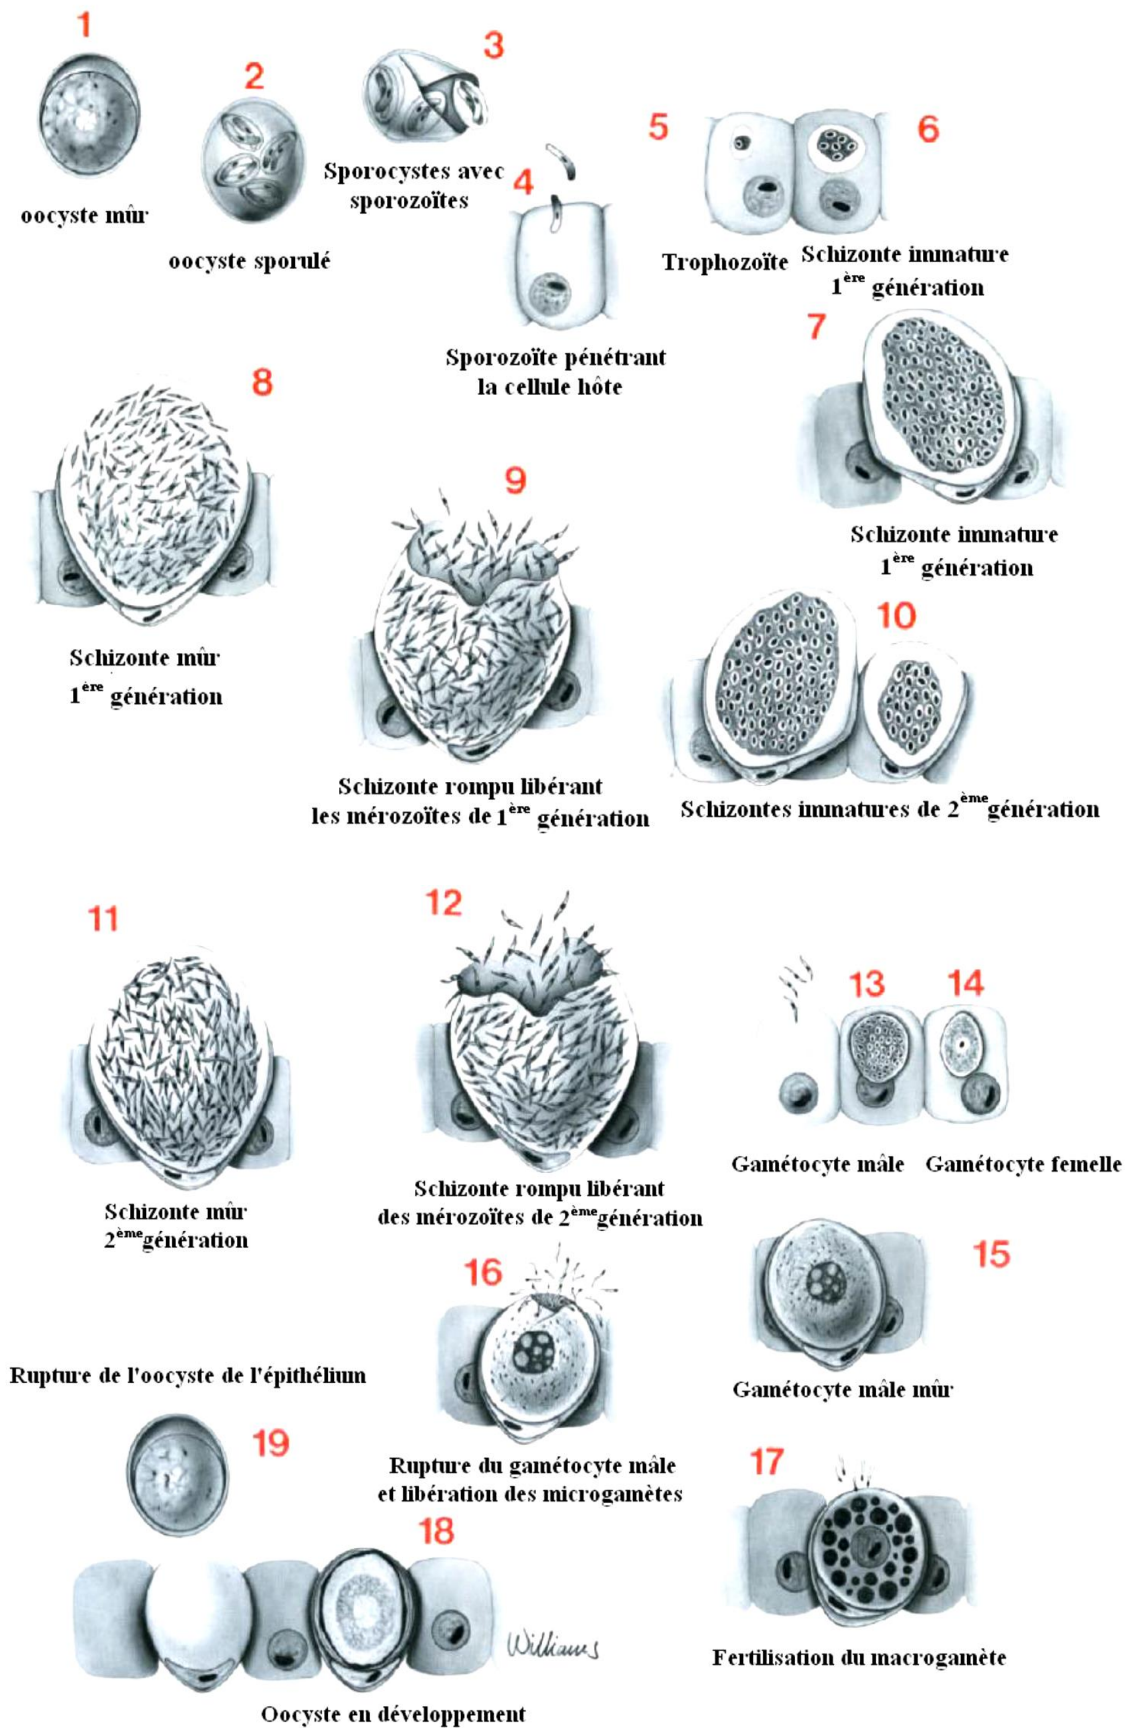 1
oocyste mûr
2
oocyste sporulé
3
Sporocystes avec
sporozoïtes
4
Sporozoïte pénétrant
la cellule hôte
5
Trophozoïte
6
Schizonte immature
1ère génération
7
Schizonte immature
1ère génération
8
Schizonte mûr
1ère génération
9
Schizonte rompu libérant
les mérozoïtes de 1ère génération
10
Schizontes immatures de 2ème génération
11
Schizonte mûr
2ème génération
12
Schizonte rompu libérant
des mérozoïtes de 2ème génération
13
Gamétocyte mâle
14
Gamétocyte femelle
15
Gamétocyte mâle mûr
16
Rupture du gamétocyte mâle
et libération des microgamètes
17
Fertilisation du macrogamète
18
Oocyste en développement
Rupture de l'oocyste de l'épithélium
19
Williams